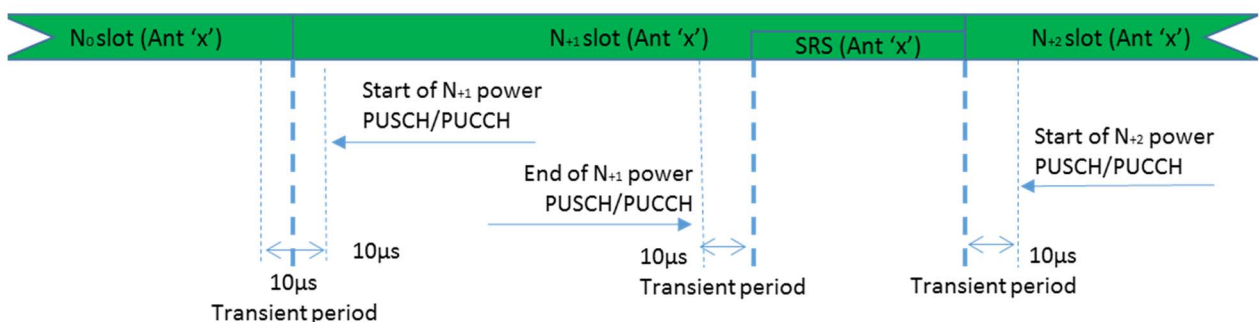 N₀ slot (Ant ‘x’)
N₊₁ slot (Ant ‘x’)
SRS (Ant ‘x’)
N₊₂ slot (Ant ‘x’)
Start of N₊₁ power
PUSCH/PUCCH
End of N₊₁ power
PUSCH/PUCCH
Start of N₊₂ power
PUSCH/PUCCH
10µs
10µs
Transient period
10µs
Transient period
10µs
Transient period